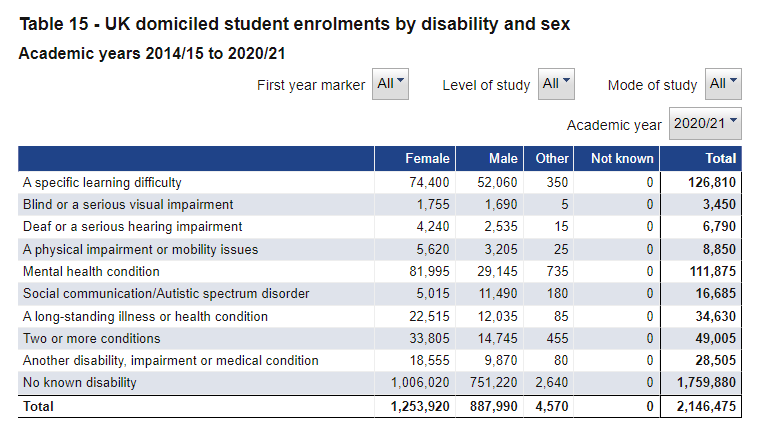 Table 15 - UK domiciled student enrolments by disability and sex
Academic years 2014/15 to 2020/21
First year marker All Level of study All Mode of study All
Academic year 2020/21
Female Male Other Not known Total
A specific learning difficulty 74,400 52,060 350 0 126,810
Blind or a serious visual impairment 1,755 1,690 5 0 3,450
Deaf or a serious hearing impairment 4,240 2,535 15 0 6,790
A physical impairment or mobility issues 5,620 3,205 25 0 8,850
Mental health condition 81,995 29,145 735 0 111,875
Social communication/Autistic spectrum disorder 5,015 11,490 180 0 16,685
A long-standing illness or health condition 22,515 12,035 85 0 34,630
Two or more conditions 33,805 14,745 455 0 49,005
Another disability, impairment or medical condition 18,555 9,870 80 0 28,505
No known disability 1,006,020 751,220 2,640 0 1,759,880
Total 1,253,920 887,990 4,570 0 2,146,475